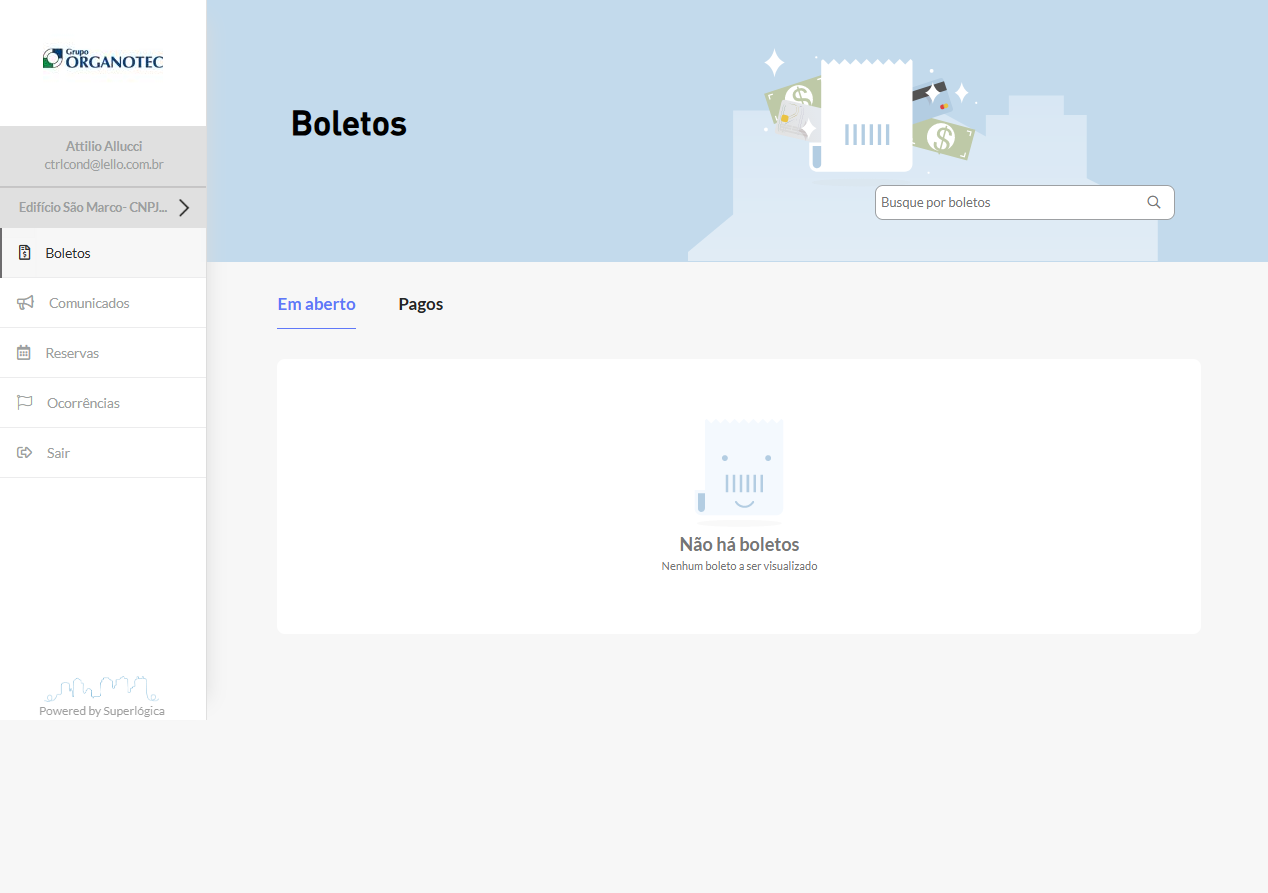 Grupo
ORGANOTEC
Attilio Allucci
ctrlcond@lello.com.br
Edifício São Marco- CNPJ...
Boletos
Comunicados
Reservas
Ocorrências
Sair
Powered by Superlógica
Boletos
Busque por boletos
Em aberto
Pagos
Não há boletos
Nenhum boleto a ser visualizado